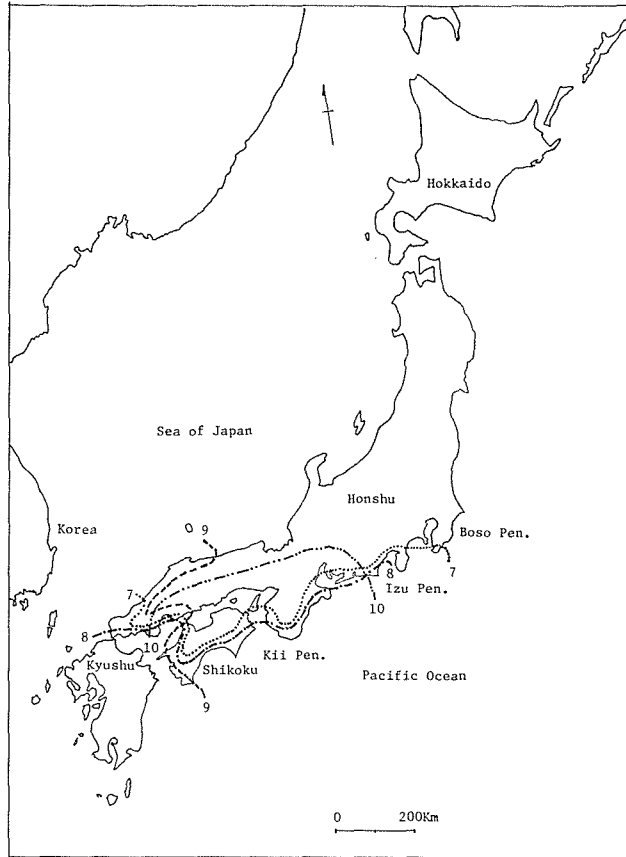 Hokkaido
Sea of Japan
Honshu
Korea
9
Boso Pen.
7
7
8
Izu Pen.
10
8
10
Kii Pen.
Kyushu
Shikoku
Pacific Ocean
9
0 200Km